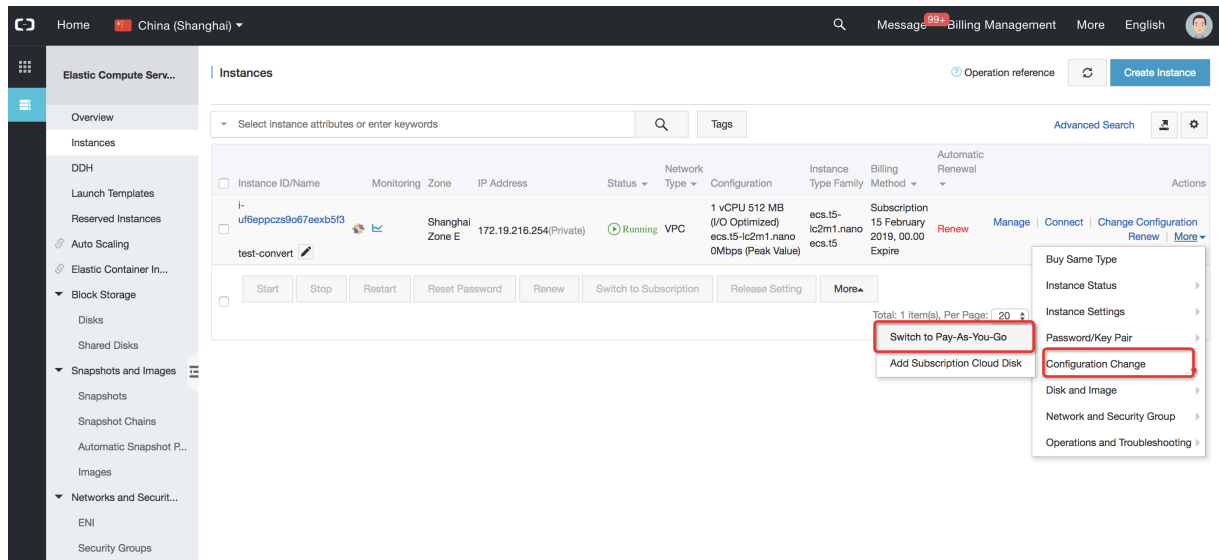 Home
China (Shanghai)
Message 99+
Billing Management
More
English
Elastic Compute Serv...
Overview
Instances
DDH
Launch Templates
Reserved Instances
Auto Scaling
Elastic Container In...
Block Storage
Disks
Shared Disks
Snapshots and Images
Snapshots
Snapshot Chains
Automatic Snapshot P...
Images
Networks and Securit...
ENI
Security Groups
Instances
Operation reference
Create Instance
Select instance attributes or enter keywords
Tags
Advanced Search
Instance ID/Name
Monitoring
Zone
IP Address
Status
Network
Type
Configuration
Instance
Type Family
Billing
Method
Automatic
Renewal
Actions
i-
uf6eppczs9o67eexb5f3
test-convert
Shanghai
Zone E
172.19.216.254(Private)
Running
VPC
1 vCPU 512 MB
(I/O Optimized)
ecs.t5-lc2m1.nano
0Mbps (Peak Value)
ecs.t5-
lc2m1.nano
ecs.t5
Subscription
15 February
2019, 00.00
Expire
Renew
Manage | Connect | Change Configuration
Renew | More
Start
Stop
Restart
Reset Password
Renew
Switch to Subscription
Release Setting
More
Total: 1 item(s), Per Page: 20
Switch to Pay-As-You-Go
Add Subscription Cloud Disk
Buy Same Type
Instance Status
Instance Settings
Password/Key Pair
Configuration Change
Disk and Image
Network and Security Group
Operations and Troubleshooting